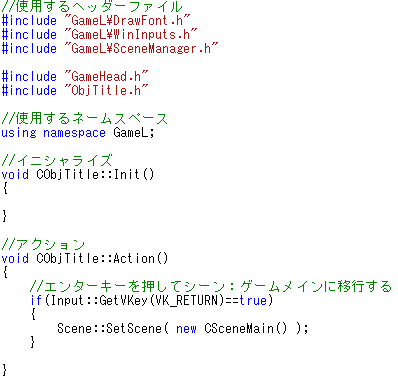 //使用するヘッダーファイル
#include "GameL¥DrawFont.h"
#include "GameL¥WinInputs.h"
#include "GameL¥SceneManager.h"
#include "GameHead.h"
#include "ObjTitle.h"
//使用するネームスペース
using namespace GameL;
//イニシャライズ
void CObjTitle::Init()
{
}
//アクション
void CObjTitle::Action()
{
//エンターキーを押してシーン：ゲームメインに移行する
if(Input::GetVKey(VK_RETURN)==true)
{
Scene::SetScene( new CSceneMain() );
}
}